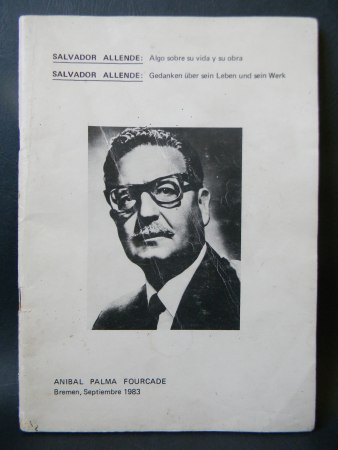 SALVADOR ALLENDE: Algo sobre su vida y su obra
SALVADOR ALLENDE: Gedanken über sein Leben und sein Werk
ANIBAL PALMA FOURCADE
Bremen, Septiembre 1983